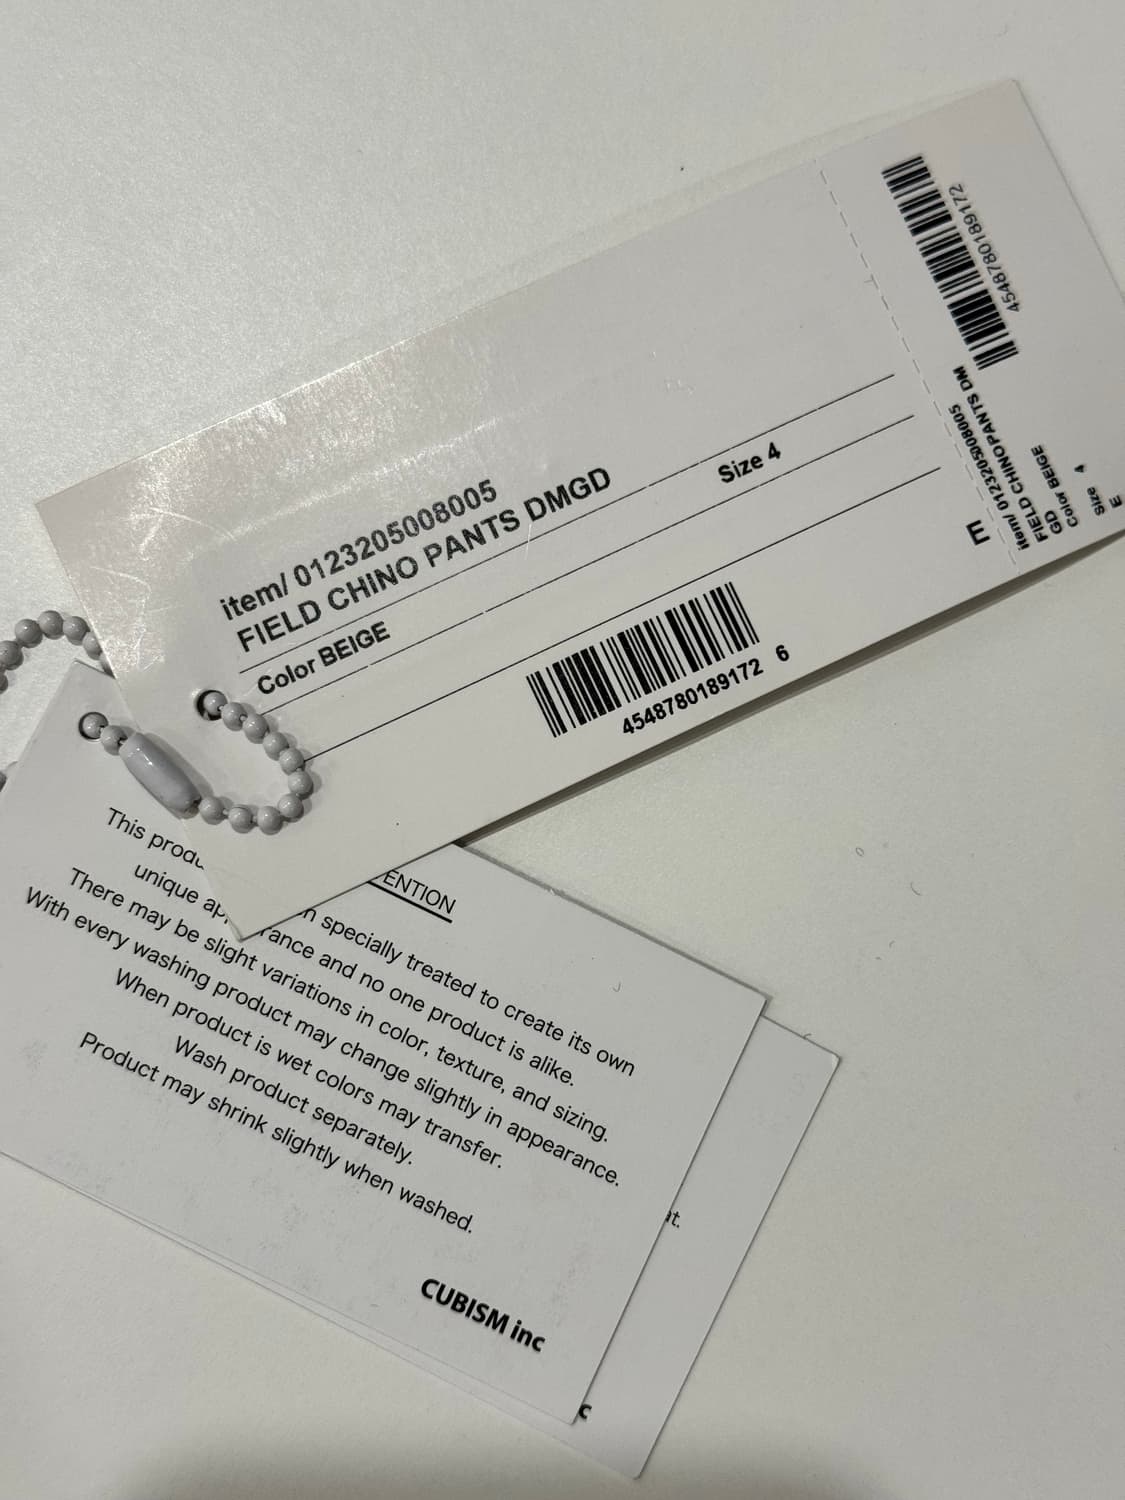 item/ 0123205008005
FIELD CHINO PANTS DMGD
Color BEIGE
Size 4
4548780189172 6
E
4548780189172
item/ 0123205008005
FIELD CHINO PANTS DM
GD
Color BEIGE
Size 4
E
ENTION
This produ n specially treated to create its own
unique app rance and no one product is alike.
There may be slight variations in color, texture, and sizing.
With every washing product may change slightly in appearance.
When product is wet colors may transfer.
Wash product separately.
Product may shrink slightly when washed.
CUBISM inc
at.
c